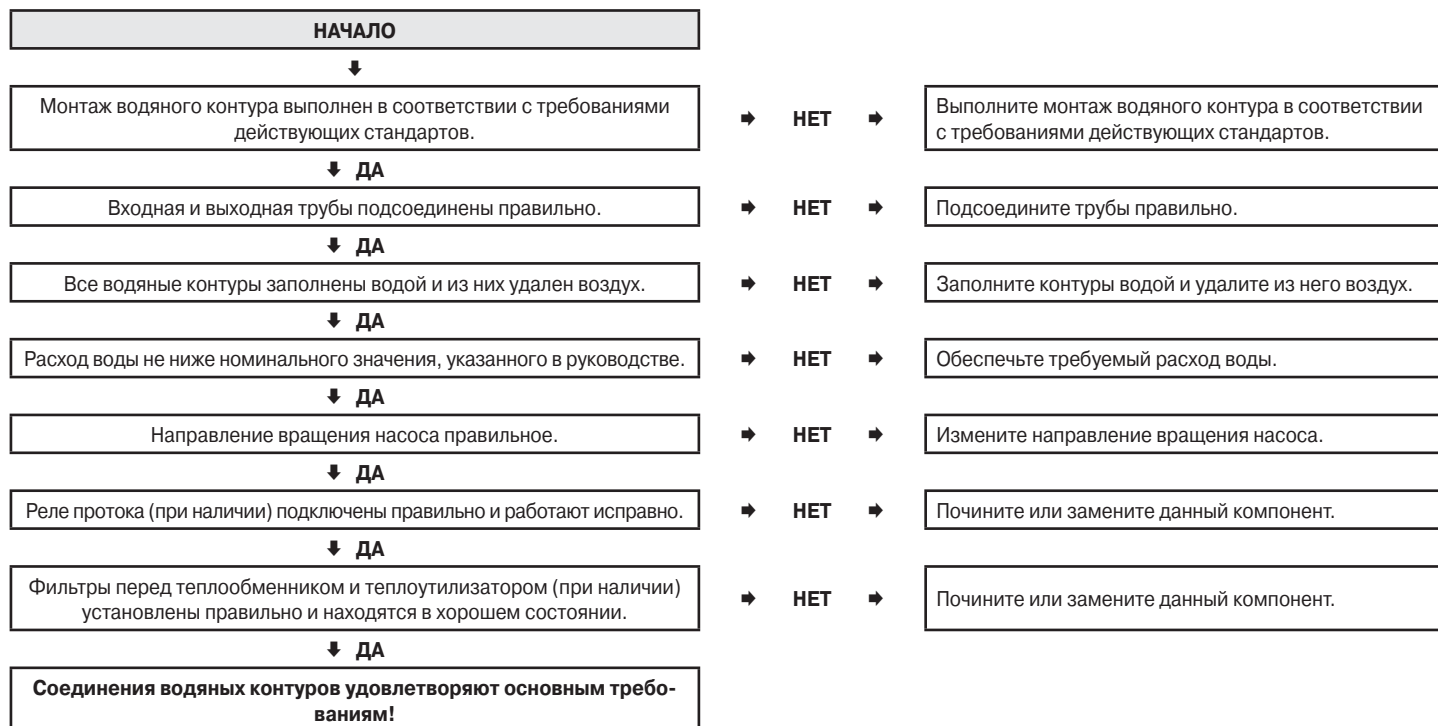 НАЧАЛО
Монтаж водяного контура выполнен в соответствии с требованиями
действующих стандартов.
НЕТ
Выполните монтаж водяного контура в соответствии
с требованиями действующих стандартов.
ДА
Входная и выходная трубы подсоединены правильно.
НЕТ
Подсоедините трубы правильно.
ДА
Все водяные контуры заполнены водой и из них удален воздух.
НЕТ
Заполните контуры водой и удалите из него воздух.
ДА
Расход воды не ниже номинального значения, указанного в руководстве.
НЕТ
Обеспечьте требуемый расход воды.
ДА
Направление вращения насоса правильное.
НЕТ
Измените направление вращения насоса.
ДА
Реле протока (при наличии) подключены правильно и работают исправно.
НЕТ
Почините или замените данный компонент.
ДА
Фильтры перед теплообменником и теплоутилизатором (при наличии)
установлены правильно и находятся в хорошем состоянии.
НЕТ
Почините или замените данный компонент.
ДА
Соединения водяных контуров удовлетворяют основным требо-
ваниям!